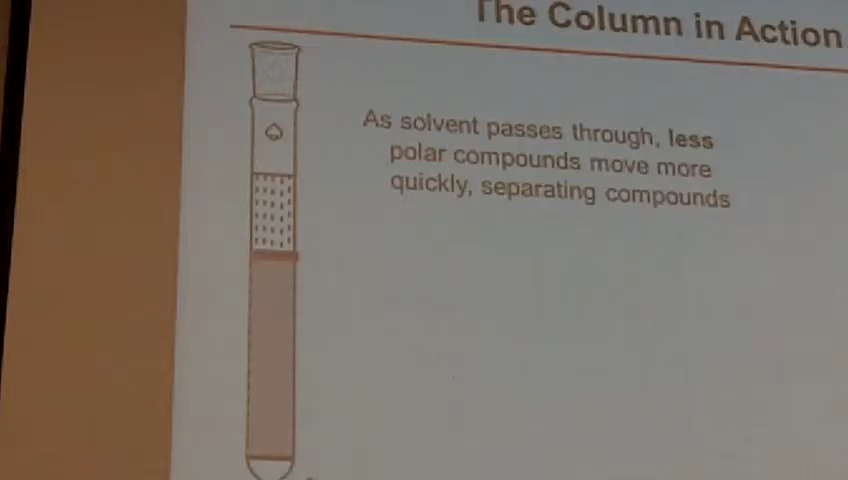 The Column in Action
As solvent passes through, less
polar compounds move more
quickly, separating compounds